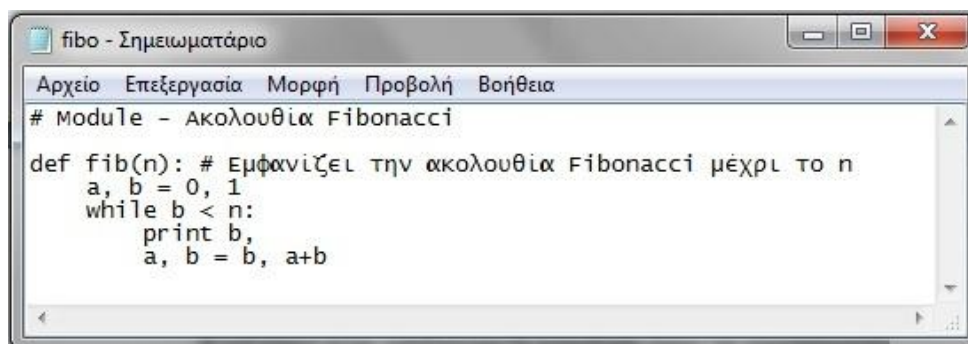 fibo - Σημειωματάριο
Αρχείο Επεξεργασία Μορφή Προβολή Βοήθεια
# Module - Ακολουθία Fibonacci
def fib(n): # Εμφανίζει την ακολουθία Fibonacci μέχρι το n
    a, b = 0, 1
    while b < n:
        print b,
        a, b = b, a+b